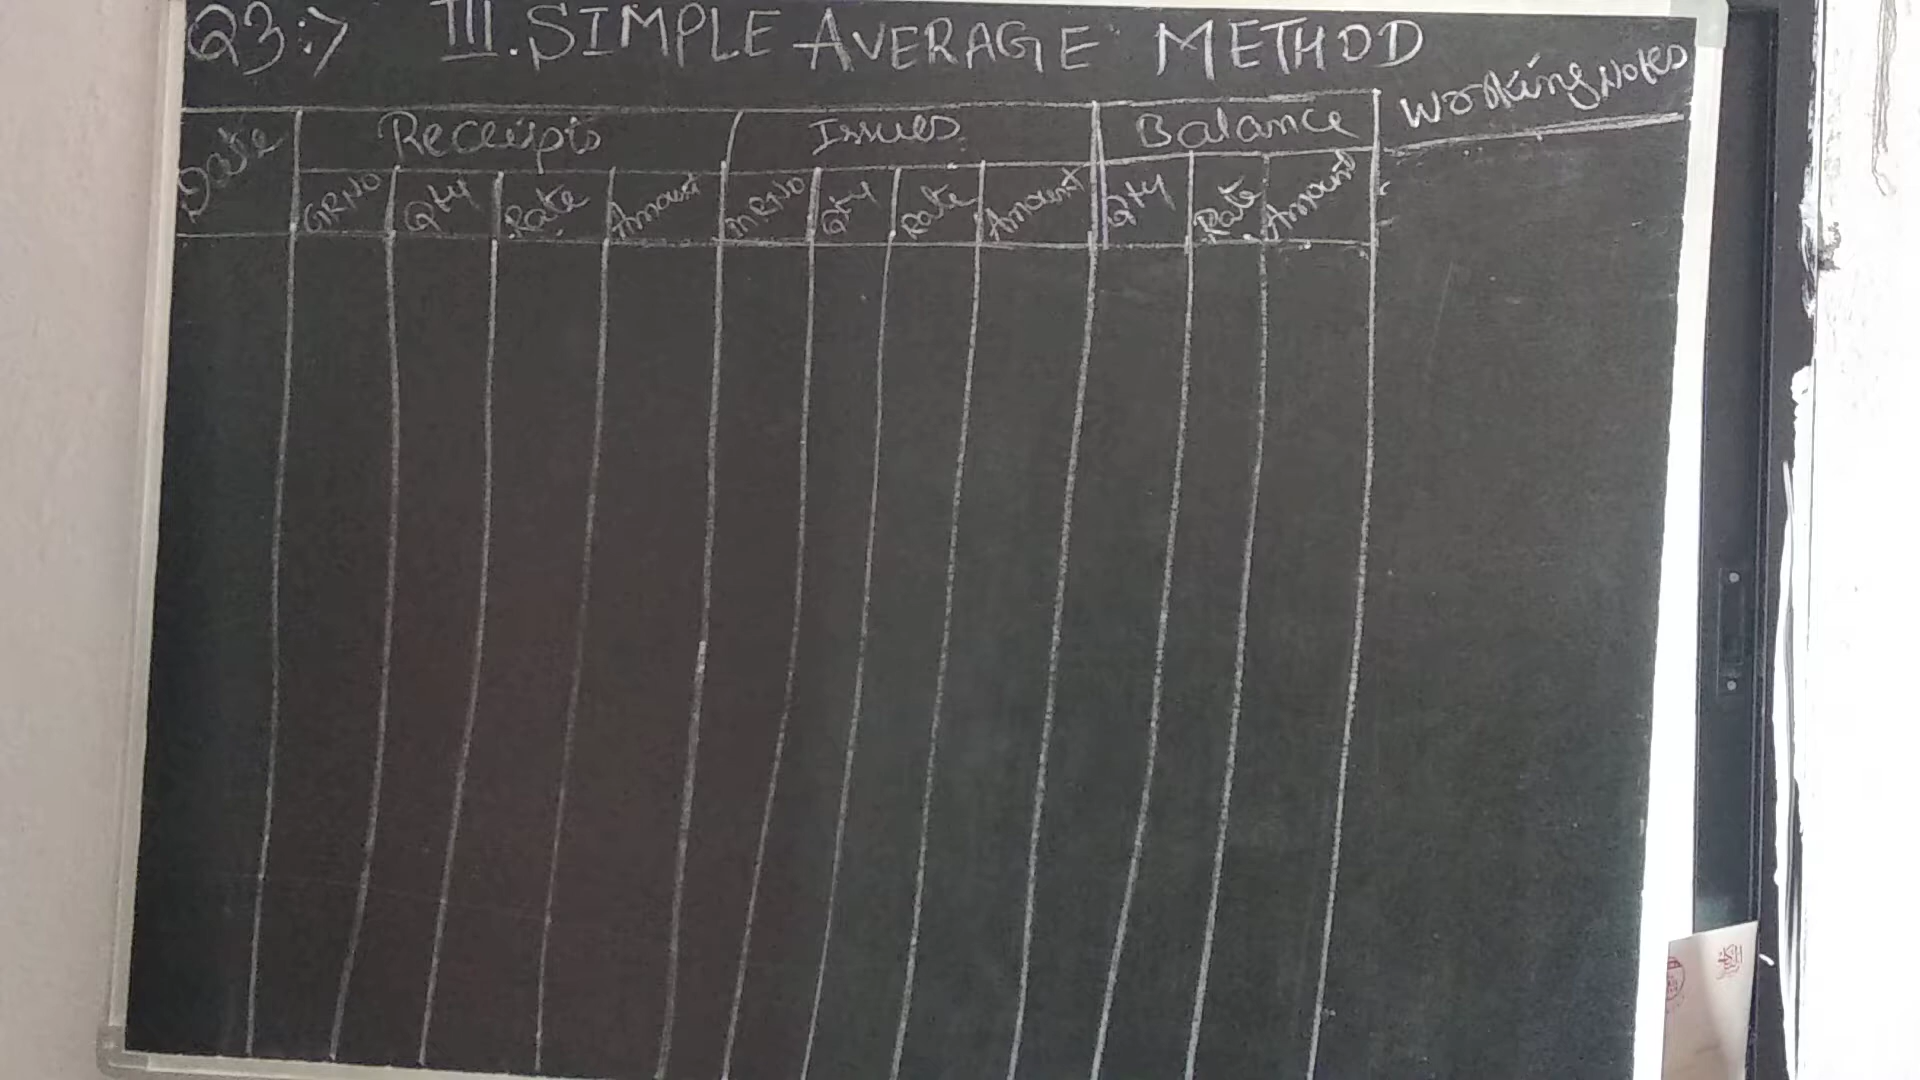 Q3:> III. SIMPLE AVERAGE METHOD
Working Notes
Date Receipts Issues Balance
GRNO Qty Rate Amount MRNO Qty Rate Amount Qty Rate Amount